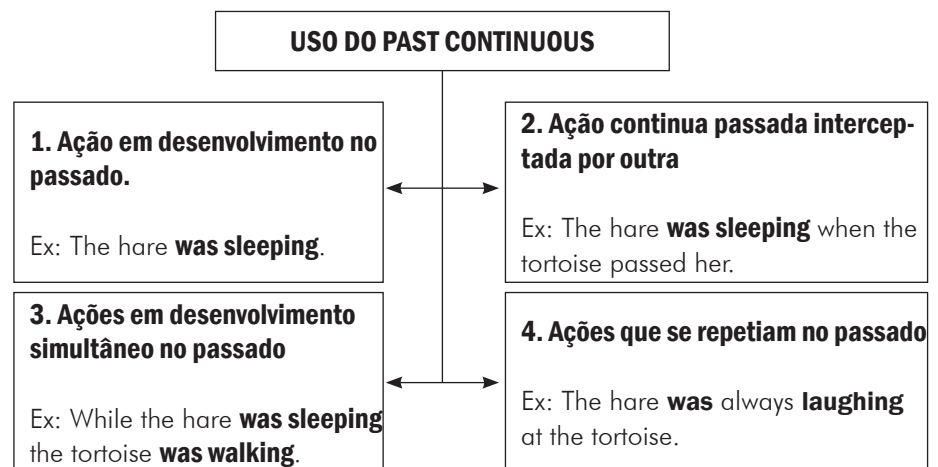 USO DO PAST CONTINUOUS
1. Ação em desenvolvimento no
passado.
Ex: The hare was sleeping.
2. Ação continua passada intercep-
tada por outra
Ex: The hare was sleeping when the
tortoise passed her.
3. Ações em desenvolvimento
simultâneo no passado
Ex: While the hare was sleeping
the tortoise was walking.
4. Ações que se repetiam no passado
Ex: The hare was always laughing
at the tortoise.